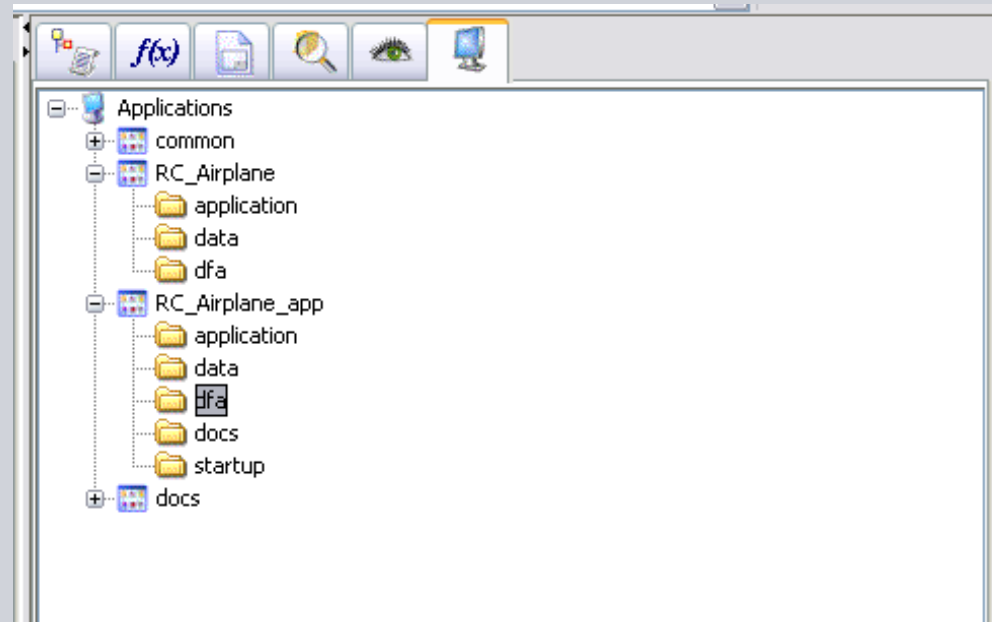 f(x)
Applications
common
RC_Airplane
application
data
dfa
RC_Airplane_app
application
data
dfa
docs
startup
docs